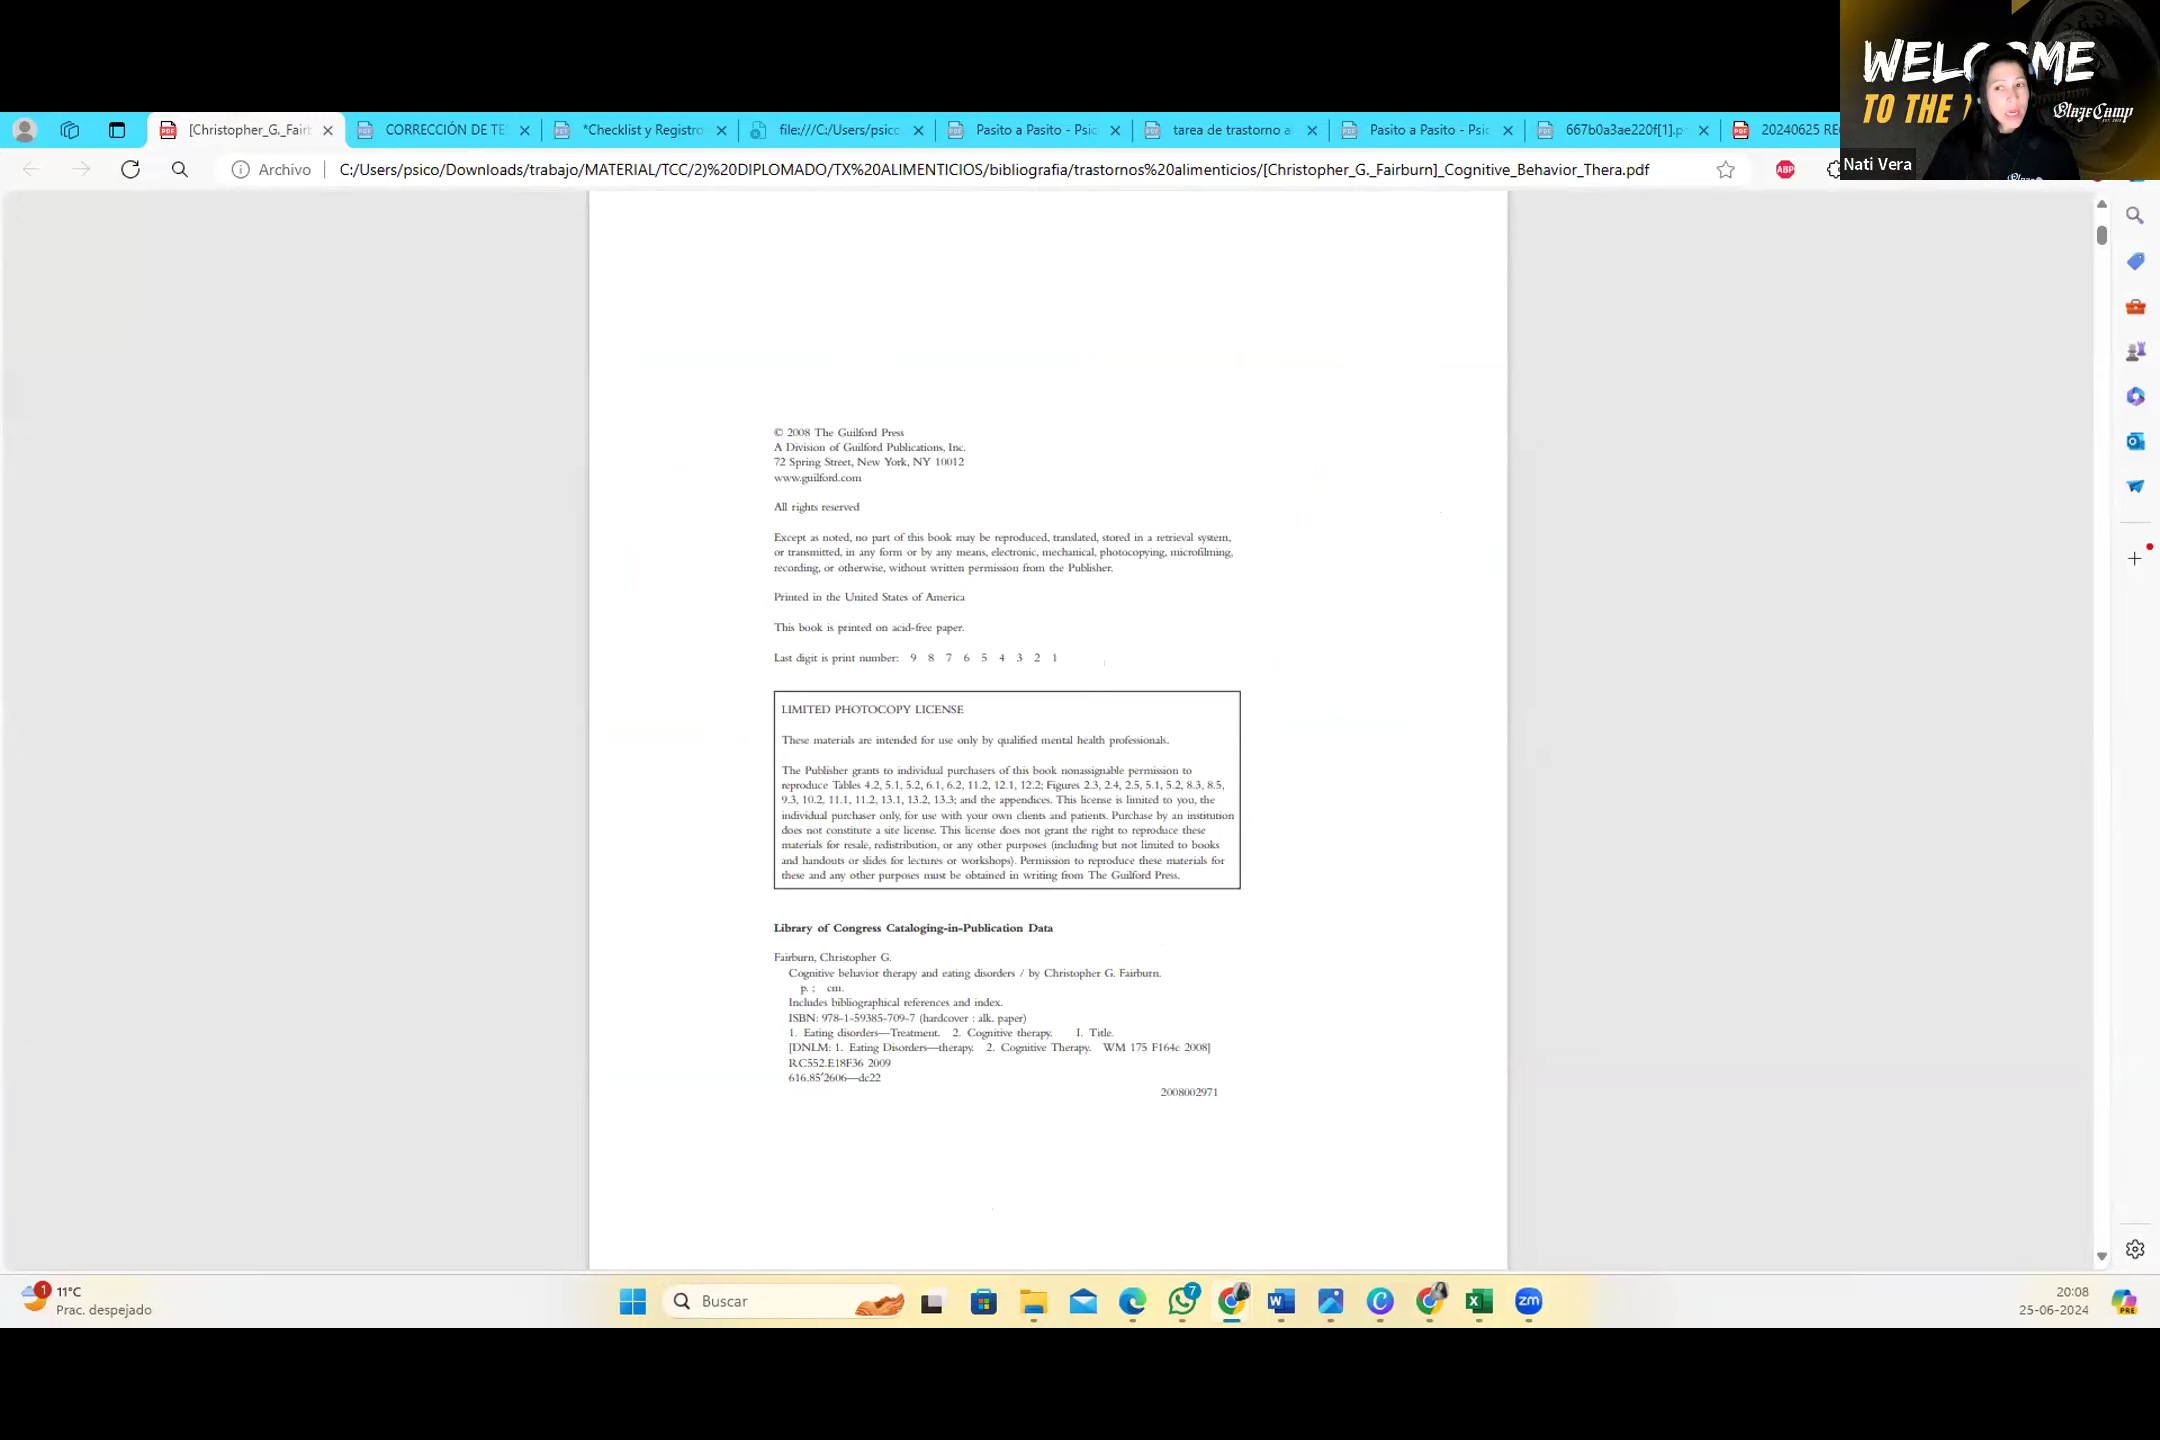 WELCOME
TO THE T
BlazeCamp
Nati Vera
[Christopher_G._Fairb
CORRECCIÓN DE TE
*Checklist y Registro
file:///C:/Users/psico
Pasito a Pasito - Psic
tarea de trastorno a
Pasito a Pasito - Psic
667b0a3ae220f[1].p
20240625 RE
Archivo
C:/Users/psico/Downloads/trabajo/MATERIAL/TCC/2)%20DIPLOMADO/TX%20ALIMENTICIOS/bibliografia/trastornos%20alimenticios/[Christopher_G._Fairburn]_Cognitive_Behavior_Thera.pdf
ABP
© 2008 The Guilford Press
A Division of Guilford Publications, Inc.
72 Spring Street, New York, NY 10012
www.guilford.com
All rights reserved
Except as noted, no part of this book may be reproduced, translated, stored in a retrieval system,
or transmitted, in any form or by any means, electronic, mechanical, photocopying, microfilming,
recording, or otherwise, without written permission from the Publisher.
Printed in the United States of America
This book is printed on acid-free paper.
Last digit is print number: 9 8 7 6 5 4 3 2 1
LIMITED PHOTOCOPY LICENSE
These materials are intended for use only by qualified mental health professionals.
The Publisher grants to individual purchasers of this book nonassignable permission to
reproduce Tables 4.2, 5.1, 5.2, 6.1, 6.2, 11.2, 12.1, 12.2; Figures 2.3, 2.4, 2.5, 5.1, 5.2, 8.3, 8.5,
9.3, 10.2, 11.1, 11.2, 13.1, 13.2, 13.3; and the appendices. This license is limited to you, the
individual purchaser only, for use with your own clients and patients. Purchase by an institution
does not constitute a site license. This license does not grant the right to reproduce these
materials for resale, redistribution, or any other purposes (including but not limited to books
and handouts or slides for lectures or workshops). Permission to reproduce these materials for
these and any other purposes must be obtained in writing from The Guilford Press.
Library of Congress Cataloging-in-Publication Data
Fairburn, Christopher G.
Cognitive behavior therapy and eating disorders / by Christopher G. Fairburn.
p. ; cm.
Includes bibliographical references and index.
ISBN: 978-1-59385-709-7 (hardcover : alk. paper)
1. Eating disorders—Treatment. 2. Cognitive therapy. I. Title.
[DNLM: 1. Eating Disorders—therapy. 2. Cognitive Therapy. WM 175 F164c 2008]
RC552.E18F36 2009
616.85′2606—dc22
2008002971
1
11°C
Prac. despejado
Buscar
7
zm
20:08
25-06-2024
PRE